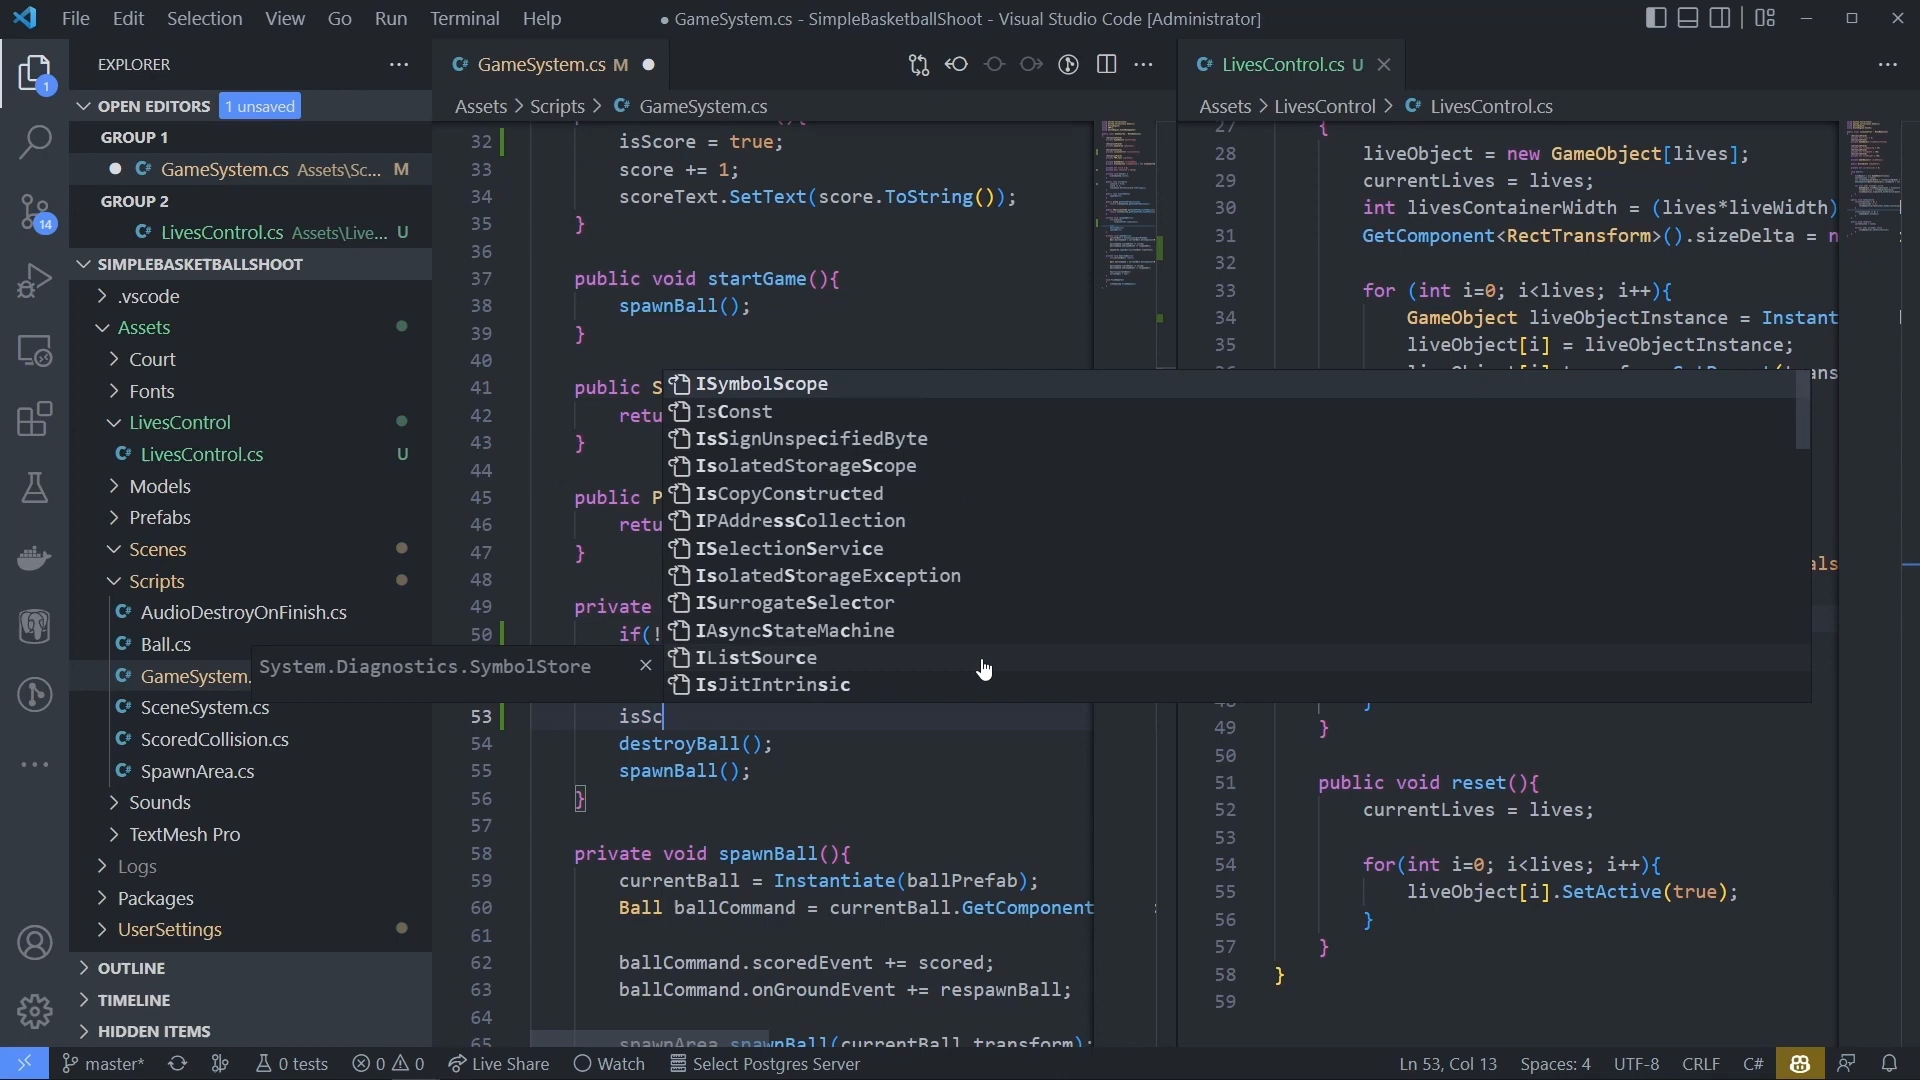 File Edit Selection View Go Run Terminal Help
● GameSystem.cs - SimpleBasketballShoot - Visual Studio Code [Administrator]
EXPLORER
OPEN EDITORS 1 unsaved
GROUP 1
GameSystem.cs Assets\Sc... M
GROUP 2
LivesControl.cs Assets\Live... U
SIMPLEBASKETBALLSHOOT
.vscode
Assets
Court
Fonts
LivesControl
LivesControl.cs U
Models
Prefabs
Scenes
Scripts
AudioDestroyOnFinish.cs
Ball.cs
GameSystem.
SceneSystem.cs
ScoredCollision.cs
SpawnArea.cs
Sounds
TextMesh Pro
Logs
Packages
UserSettings
OUTLINE
TIMELINE
HIDDEN ITEMS
1
14
GameSystem.cs M
Assets > Scripts > GameSystem.cs
32 isScore = true;
33 score += 1;
34 scoreText.SetText(score.ToString());
35 }
36
37 public void startGame(){
38 spawnBall();
39 }
40
41 public S
42 retu
43 }
44
45 public P
46 retu
47 }
48
49 private
50 if(!
53 isSc
54 destroyBall();
55 spawnBall();
56 }
57
58 private void spawnBall(){
59 currentBall = Instantiate(ballPrefab);
60 Ball ballCommand = currentBall.GetComponent
61
62 ballCommand.scoredEvent += scored;
63 ballCommand.onGroundEvent += respawnBall;
64
65 spawnArea.spawnBall(currentBall.transform);
ISymbolScope
IsConst
IsSignUnspecifiedByte
IsolatedStorageScope
IsCopyConstructed
IPAddressCollection
ISelectionService
IsolatedStorageException
ISurrogateSelector
IAsyncStateMachine
IListSource
IsJitIntrinsic
System.Diagnostics.SymbolStore
LivesControl.cs U
Assets > LivesControl > LivesControl.cs
27 {
28 liveObject = new GameObject[lives];
29 currentLives = lives;
30 int livesContainerWidth = (lives*liveWidth)
31 GetComponent<RectTransform>().sizeDelta = n
32
33 for (int i=0; i<lives; i++){
34 GameObject liveObjectInstance = Instant
35 liveObject[i] = liveObjectInstance;
als
49 }
50
51 public void reset(){
52 currentLives = lives;
53
54 for(int i=0; i<lives; i++){
55 liveObject[i].SetActive(true);
56 }
57 }
58 }
59
master* 0 tests 0 0 Live Share Watch Select Postgres Server
Ln 53, Col 13 Spaces: 4 UTF-8 CRLF C#